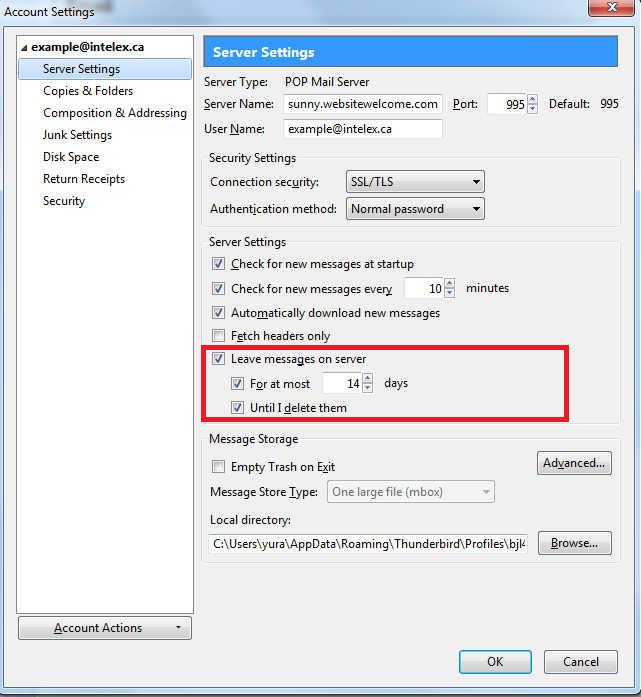 Account Settings
example@intelex.ca
Server Settings
Copies & Folders
Composition & Addressing
Junk Settings
Disk Space
Return Receipts
Security
Account Actions
Server Settings
Server Type: POP Mail Server
Server Name: sunny.websitewelcome.com Port: 995 Default: 995
User Name: example@intelex.ca
Security Settings
Connection security: SSL/TLS
Authentication method: Normal password
Server Settings
Check for new messages at startup
Check for new messages every 10 minutes
Automatically download new messages
Fetch headers only
Leave messages on server
For at most 14 days
Until I delete them
Message Storage
Empty Trash on Exit Advanced...
Message Store Type: One large file (mbox)
Local directory:
C:\Users\yura\AppData\Roaming\Thunderbird\Profiles\bjl4 Browse...
OK Cancel